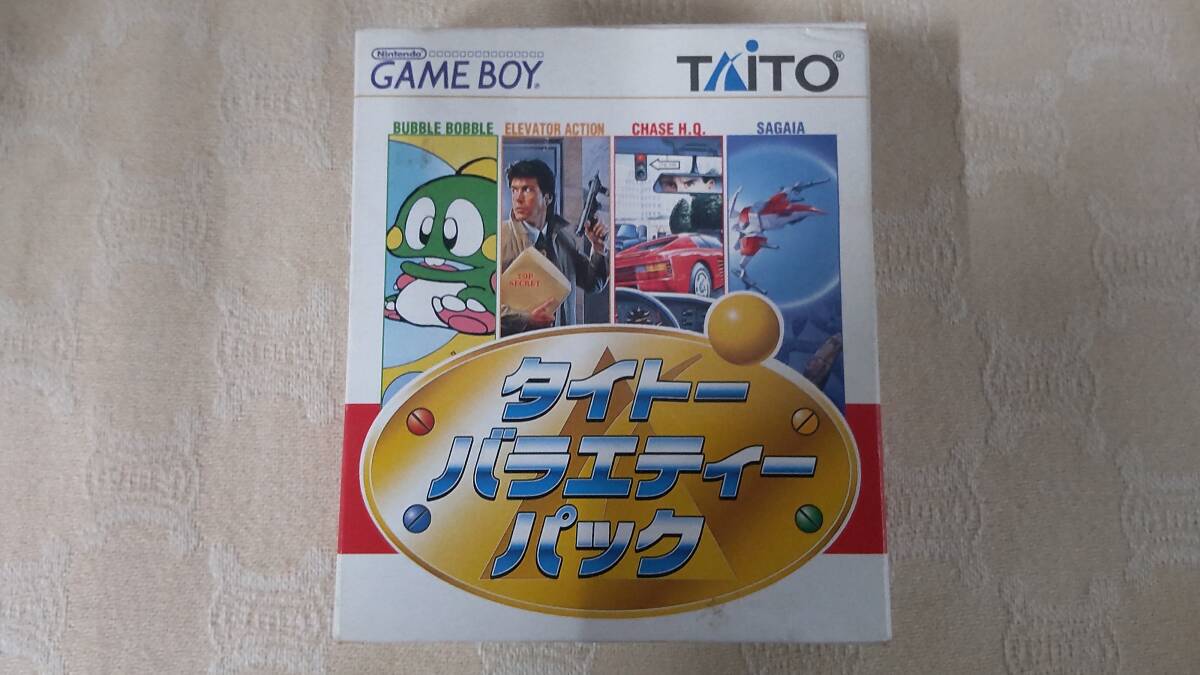 Nintendo
GAME BOY
TAITO®
BUBBLE BOBBLE
ELEVATOR ACTION
CHASE H.Q.
SAGAIA
TOP
SECRET
タイトー
バラエティー
パック